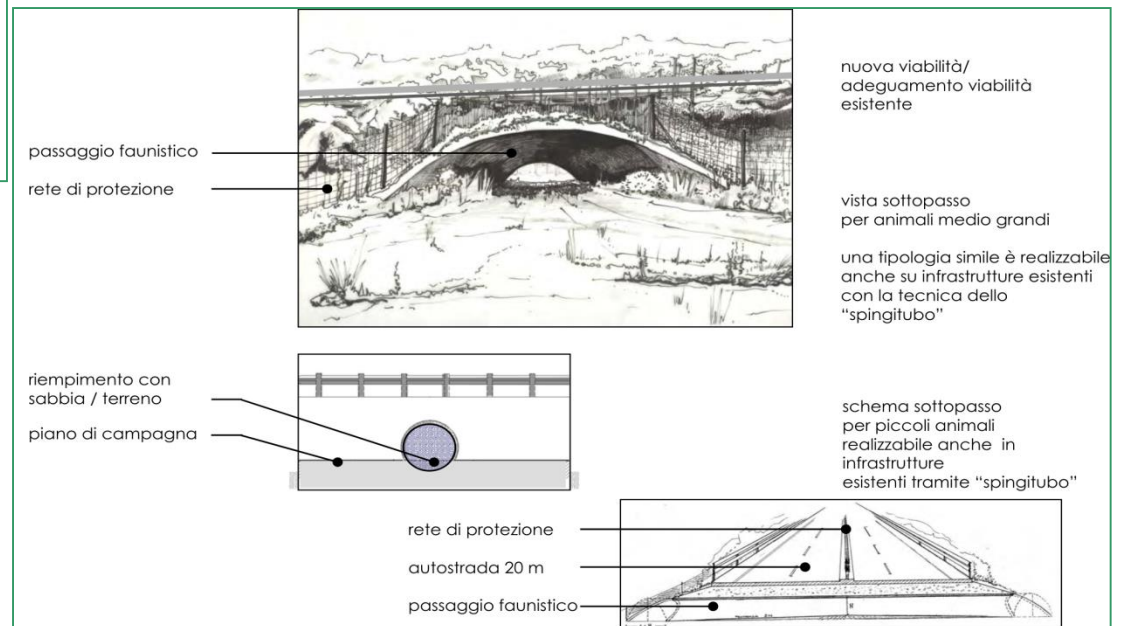 nuova viabilità/
adeguamento viabilità
esistente
passaggio faunistico
rete di protezione
vista sottopasso
per animali medio grandi
una tipologia simile è realizzabile
anche su infrastrutture esistenti
con la tecnica dello
“spingitubo”
riempimento con
sabbia / terreno
piano di campagna
schema sottopasso
per piccoli animali
realizzabile anche in
infrastrutture
esistenti tramite “spingitubo”
rete di protezione
autostrada 20 m
passaggio faunistico